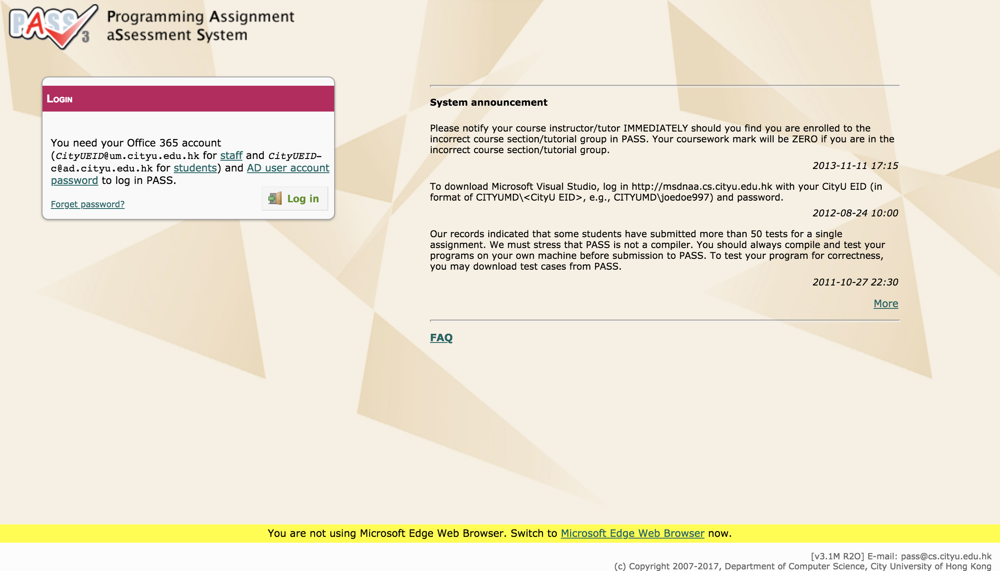 PASS 3
Programming Assignment
aSsessment System
LOGIN
You need your Office 365 account
(CityUEID@um.cityu.edu.hk for staff and CityUEID-
c@ad.cityu.edu.hk for students) and AD user account
password to log in PASS.
Log in
Forget password?
System announcement
Please notify your course instructor/tutor IMMEDIATELY should you find you are enrolled to the
incorrect course section/tutorial group in PASS. Your coursework mark will be ZERO if you are in the
incorrect course section/tutorial group.
2013-11-11 17:15
To download Microsoft Visual Studio, log in http://msdnaa.cs.cityu.edu.hk with your CityU EID (in
format of CITYUMD\<CityU EID>, e.g., CITYUMD\joedoe997) and password.
2012-08-24 10:00
Our records indicated that some students have submitted more than 50 tests for a single
assignment. We must stress that PASS is not a compiler. You should always compile and test your
programs on your own machine before submission to PASS. To test your program for correctness,
you may download test cases from PASS.
2011-10-27 22:30
More
FAQ
You are not using Microsoft Edge Web Browser. Switch to Microsoft Edge Web Browser now.
[v3.1M R2O] E-mail: pass@cs.cityu.edu.hk
(c) Copyright 2007-2017, Department of Computer Science, City University of Hong Kong